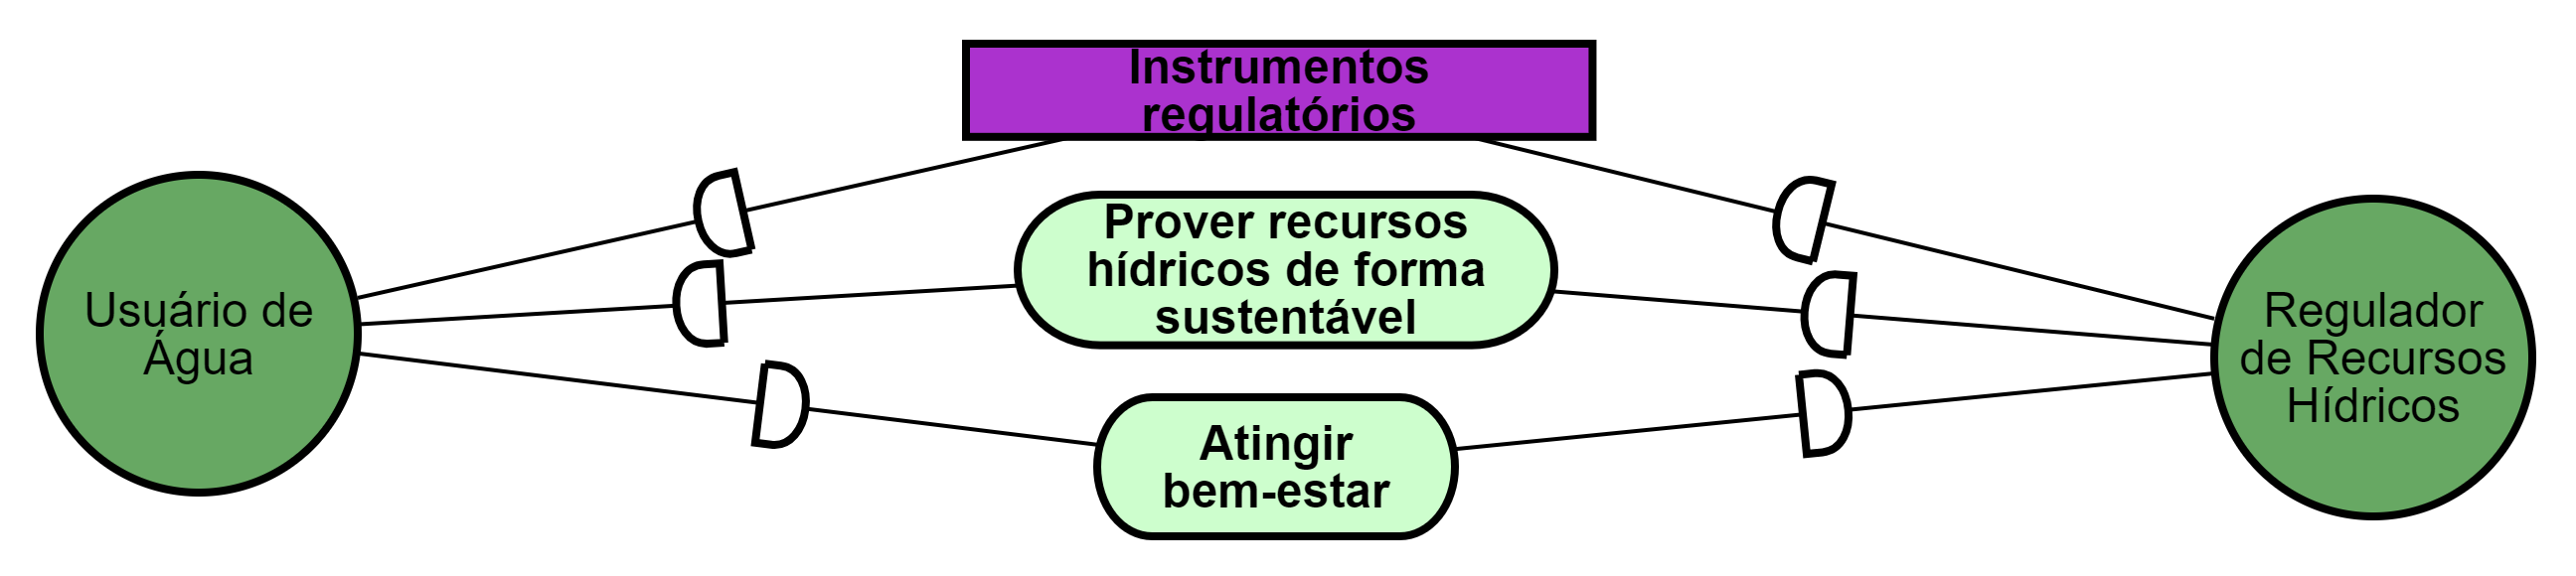 Instrumentos
regulatórios
Prover recursos
hídricos de forma
sustentável
Atingir
bem-estar
Usuário de
Água
Regulador
de Recursos
Hídricos